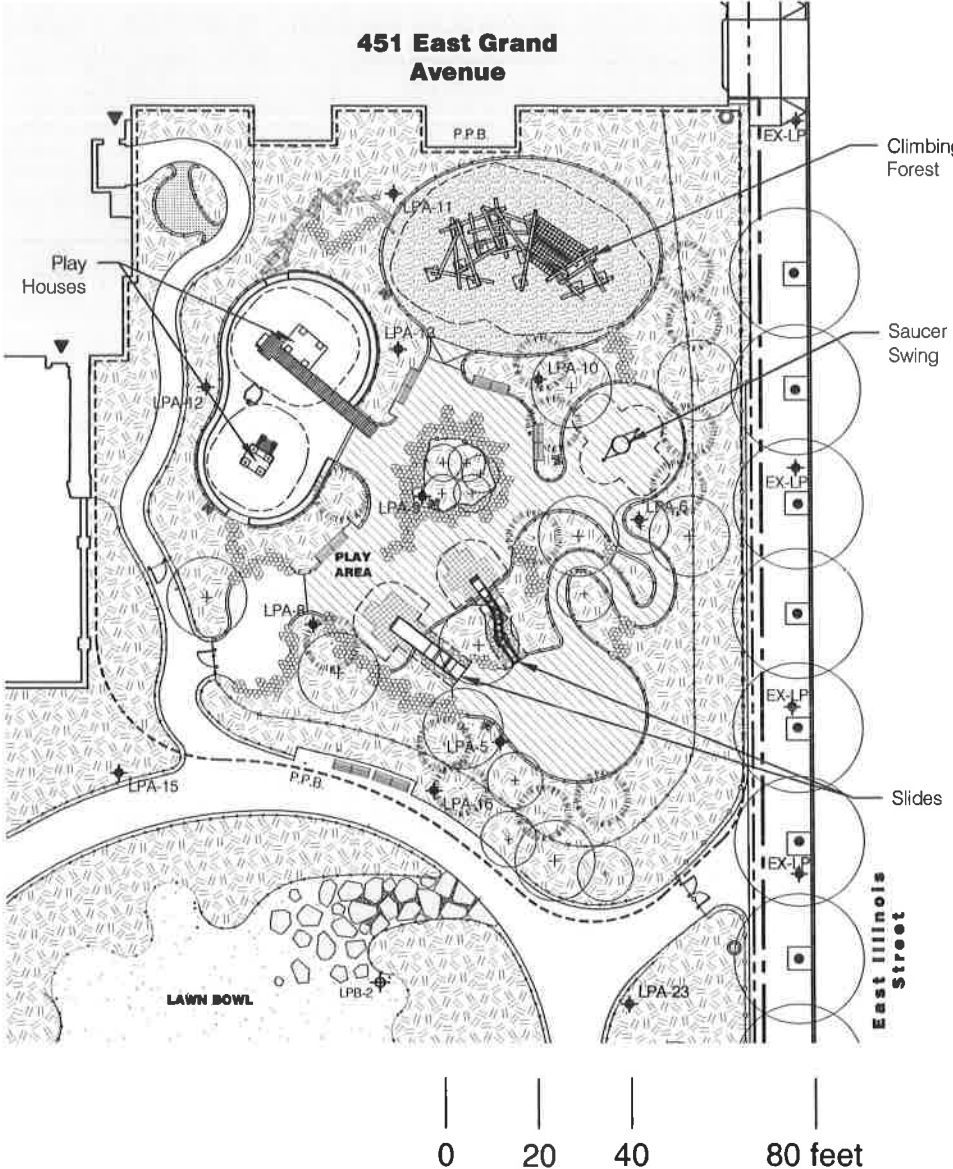 451 East Grand
Avenue
P.P.B.
EX-LP
Climbing
Forest
LPA-11
Play
Houses
LPA-13
Saucer
Swing
LPA-10
LPA-12
EX-LP
LPA-9
LPA-6
PLAY
AREA
LPA-8
EX-LP
LPA-5
P.P.B.
LPA-15
LPA-16
Slides
EX-LP
East Illinois
Street
LPB-2
LAWN BOWL
LPA-23
0
20
40
80 feet